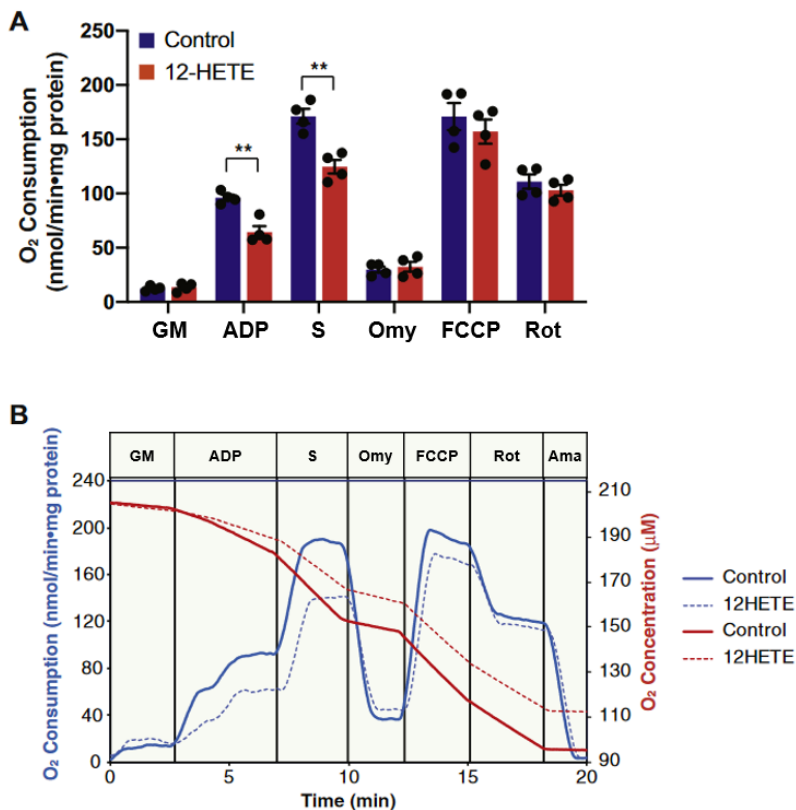 A
O₂ Consumption
(nmol/min•mg protein)
250
200
150
100
50
0
Control
12-HETE
**
**
GM ADP S Omy FCCP Rot
B
GM ADP S Omy FCCP Rot Ama
O₂ Consumption (nmol/min•mg protein)
240
200
160
120
80
40
0
210
190
170
150
130
110
90
O₂ Concentration (μM)
0 5 10 15 20
Time (min)
Control
12HETE
Control
12HETE